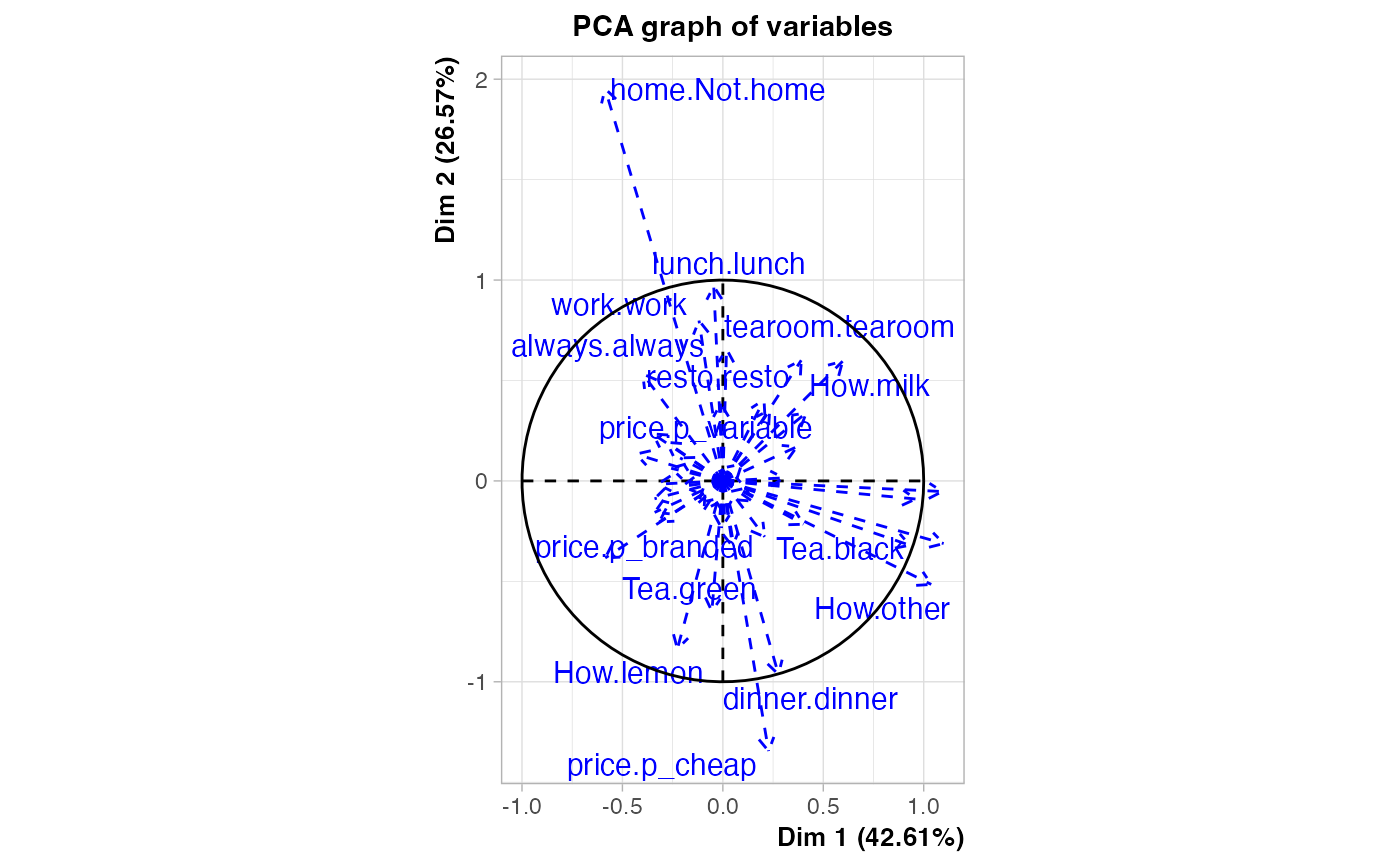 PCA graph of variables
Dim 2 (26.57%)
2
home.Not.home
lunch.lunch
1
work.work
tearoom.tearoom
always.always
resto.resto
How.milk
price.p_variable
0
price.p_branded
Tea.black
Tea.green
How.other
How.lemon
-1
dinner.dinner
price.p_cheap
-1.0 -0.5 0.0 0.5 1.0
Dim 1 (42.61%)